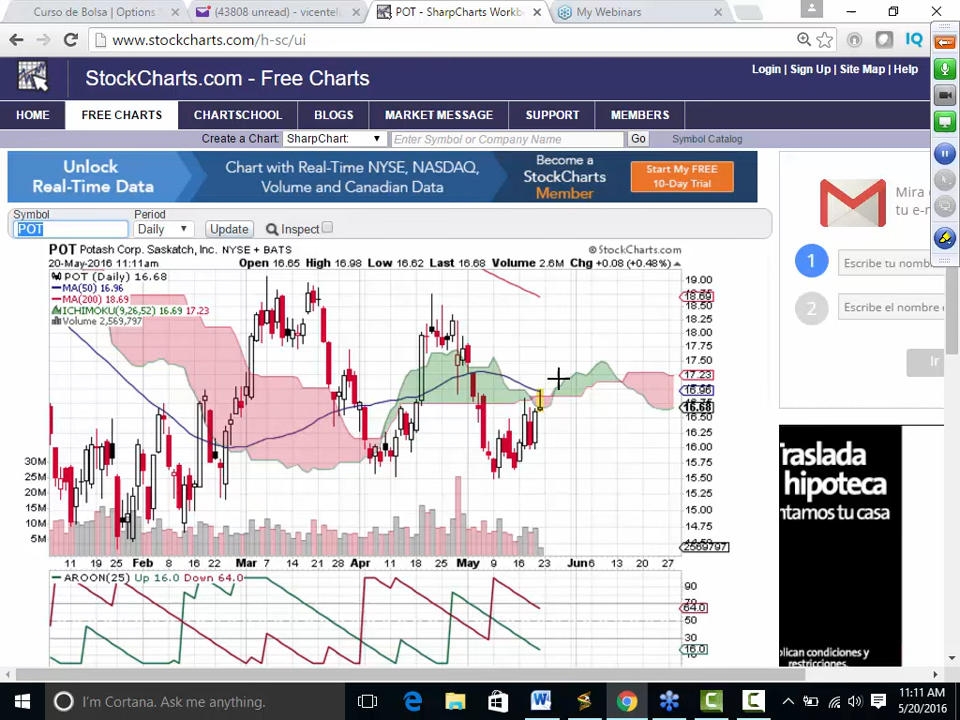 Curso de Bolsa | Options
(43808 unread) - vicentel
POT - SharpCharts Workb
My Webinars
www.stockcharts.com/h-sc/ui
IQ
StockCharts.com - Free Charts
Login | Sign Up | Site Map | Help
HOME FREE CHARTS CHARTSCHOOL BLOGS MARKET MESSAGE SUPPORT MEMBERS
Create a Chart: SharpChart: Enter Symbol or Company Name Go Symbol Catalog
Unlock
Real-Time Data
Chart with Real-Time NYSE, NASDAQ,
Volume and Canadian Data
Become a
StockCharts
Member
Start My FREE
10-Day Trial
Mira
tu e-r
1 Escribe tu nomb
2 Escribe el nombre
Ir
Symbol Period
POT Daily Update Inspect
POT Potash Corp. Saskatch, Inc. NYSE + BATS © StockCharts.com
20-May-2016 11:11am Open 16.65 High 16.98 Low 16.62 Last 16.68 Volume 2.6M Chg +0.08 (+0.48%)
POT (Daily) 16.68
MA(50) 16.96
MA(200) 18.69
ICHIMOKU(9,26,52) 16.69 17.23
Volume 2,569,797
19.00
18.69
18.50
18.25
18.00
17.75
17.50
17.23
16.96
16.68
16.50
16.25
16.00
15.75
15.50
15.25
15.00
14.75
2569797
30M
25M
20M
15M
10M
5M
11 19 25 Feb 8 16 22 Mar 7 14 21 28 Apr 11 18 25 May 9 16 23 Jun 6 13 20 27
AROON(25) Up 16.0 Down 64.0
90
70
64.0
50
30
16.0
10
Traslada
hipoteca
ntamos tu casa
plican condiciones y
restricciones.
I'm Cortana. Ask me anything.
11:11 AM
5/20/2016